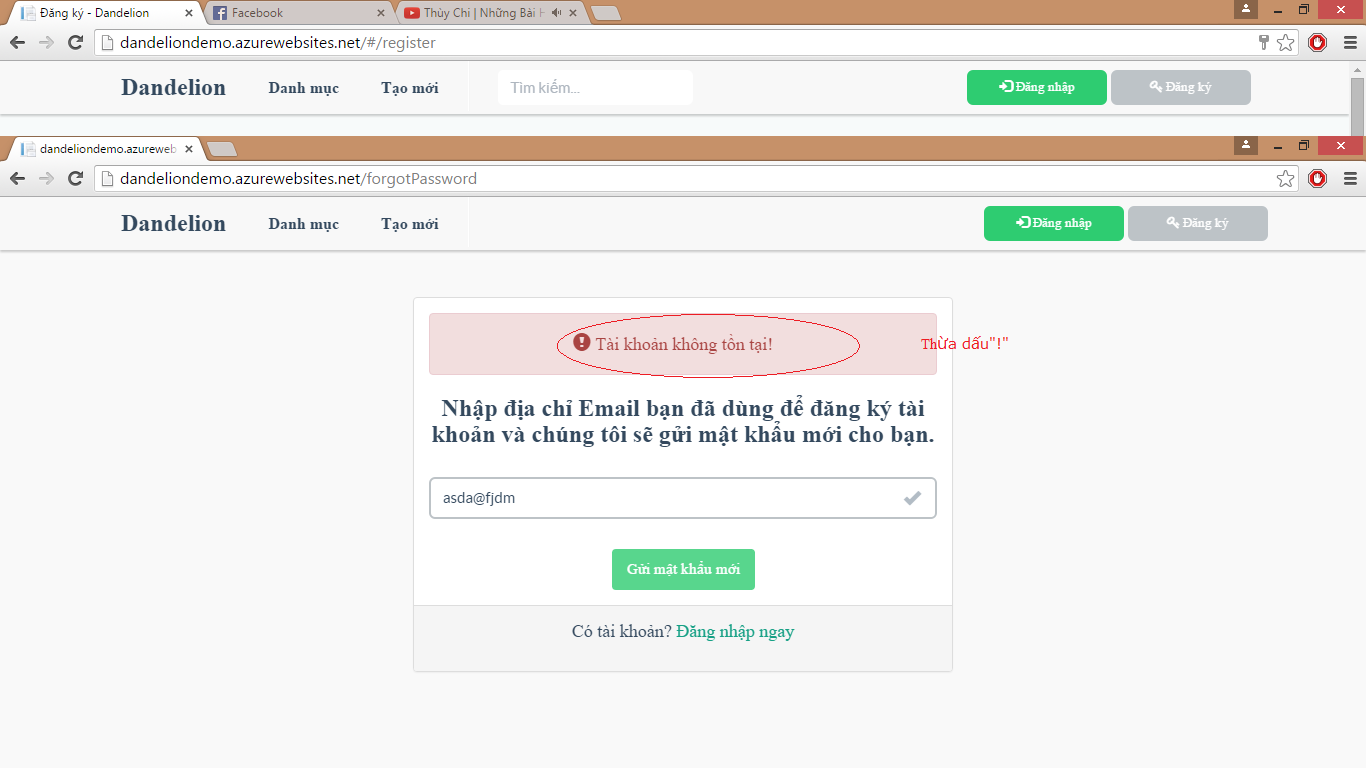 Đăng ký - Dandelion
Facebook
Thùy Chi | Những Bài H
dandeliondemo.azurewebsites.net/#/register
Dandelion
Danh mục
Tạo mới
Tìm kiếm...
Đăng nhập
Đăng ký
dandeliondemo.azureweb
dandeliondemo.azurewebsites.net/forgotPassword
Dandelion
Danh mục
Tạo mới
Đăng nhập
Đăng ký
Tài khoản không tồn tại!
Thừa dấu"!"
Nhập địa chỉ Email bạn đã dùng để đăng ký tài
khoản và chúng tôi sẽ gửi mật khẩu mới cho bạn.
asda@fjdm
Gửi mật khẩu mới
Có tài khoản? Đăng nhập ngay